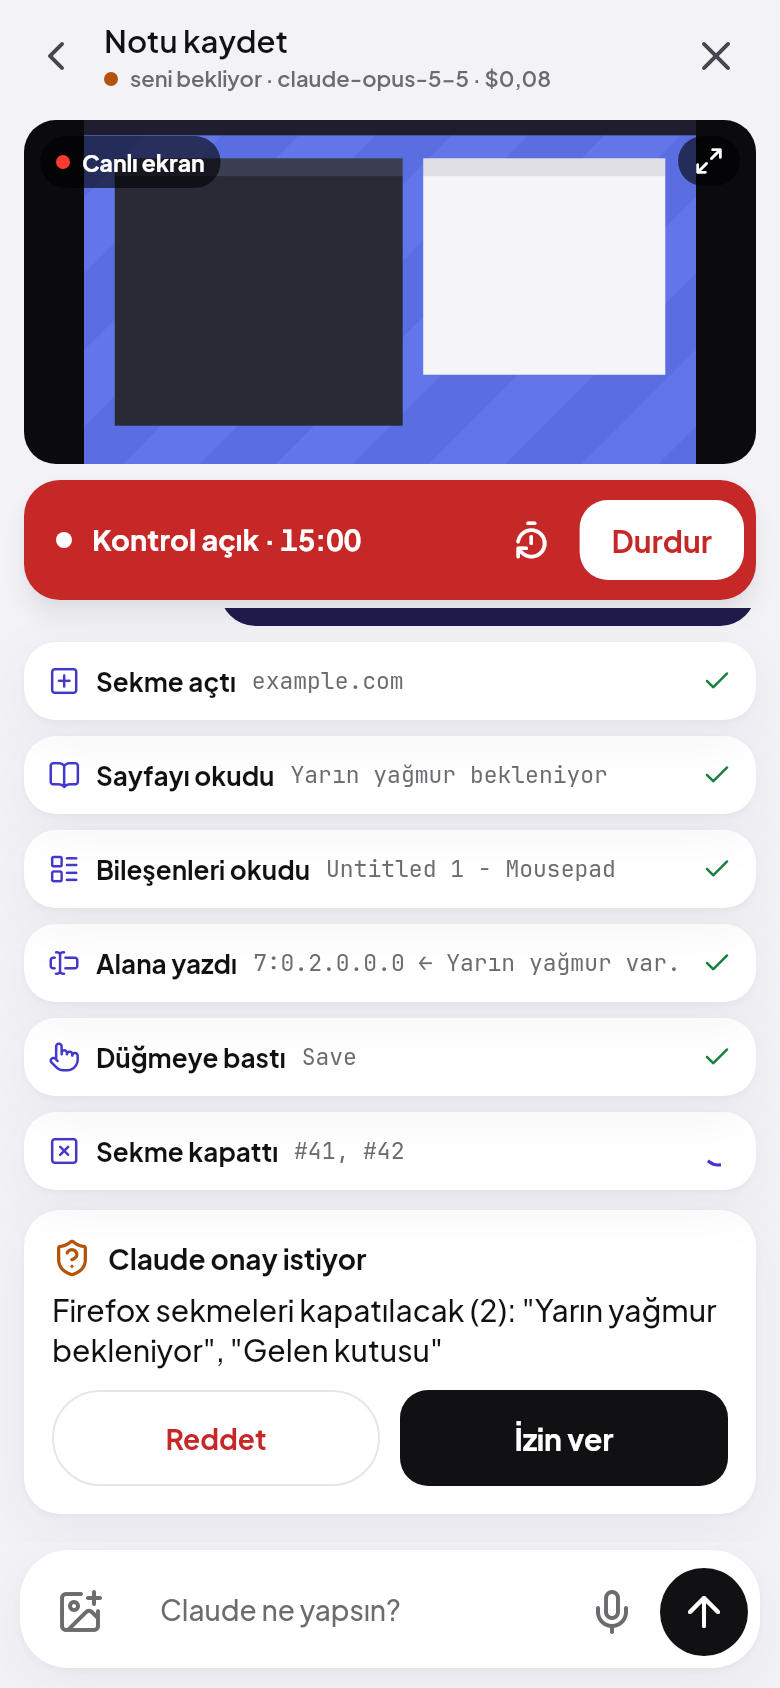 Notu kaydet
seni bekliyor · claude-opus-5-5 · $0,08
Canlı ekran
Kontrol açık · 15:00
Durdur
Sekme açtı example.com
Sayfayı okudu Yarın yağmur bekleniyor
Bileşenleri okudu Untitled 1 - Mousepad
Alana yazdı 7:0.2.0.0.0 ← Yarın yağmur var.
Düğmeye bastı Save
Sekme kapattı #41, #42
Claude onay istiyor
Firefox sekmeleri kapatılacak (2): "Yarın yağmur
bekleniyor", "Gelen kutusu"
Reddet
İzin ver
Claude ne yapsın?